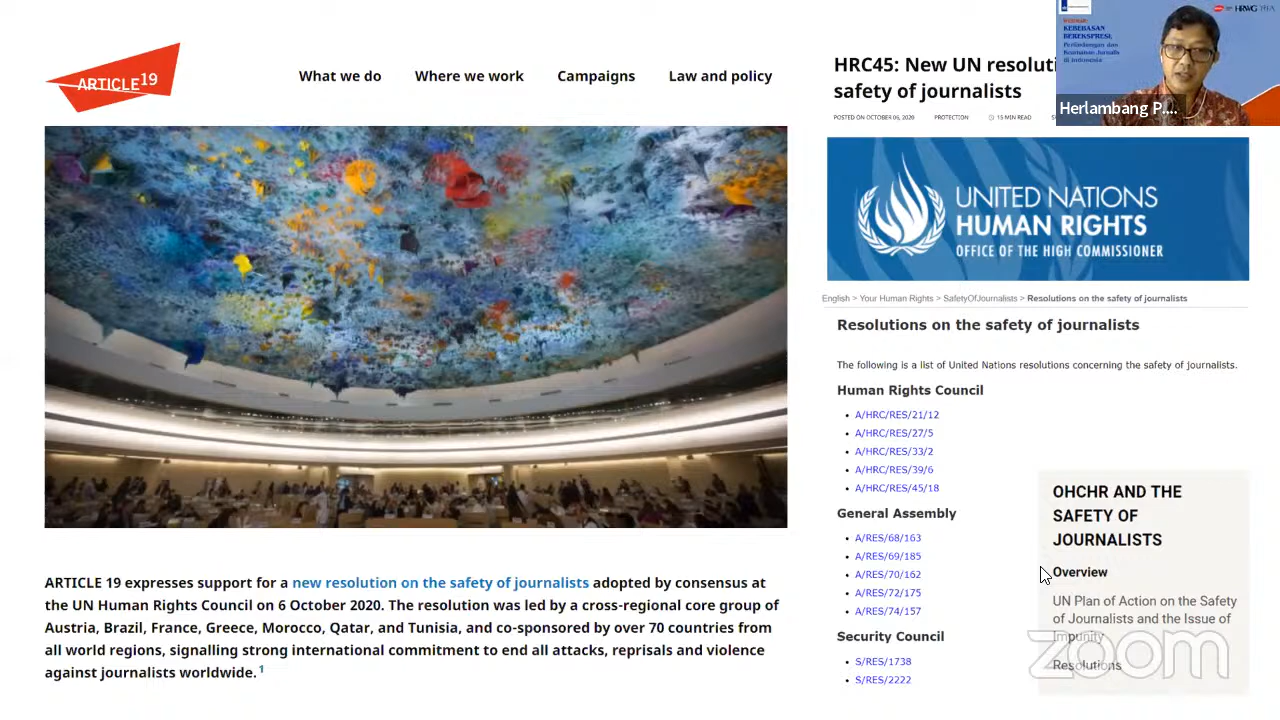 ARTICLE 19
What we do
Where we work
Campaigns
Law and policy
ARTICLE 19 expresses support for a new resolution on the safety of journalists adopted by consensus at
the UN Human Rights Council on 6 October 2020. The resolution was led by a cross-regional core group of
Austria, Brazil, France, Greece, Morocco, Qatar, and Tunisia, and co-sponsored by over 70 countries from
all world regions, signalling strong international commitment to end all attacks, reprisals and violence
against journalists worldwide. 1
HRC45: New UN resoluti
safety of journalists
POSTED ON OCTOBER 06, 2020
PROTECTION
15 MIN READ
WEBINAR:
KEBEBASAN
BEREKSPRESI,
Perlindungan dan
Keamanan Jurnalis
di Indonesia
HRWG
Herlambang P....
UNITED NATIONS
HUMAN RIGHTS
OFFICE OF THE HIGH COMMISSIONER
English > Your Human Rights > SafetyOfJournalists > Resolutions on the safety of journalists
Resolutions on the safety of journalists
The following is a list of United Nations resolutions concerning the safety of journalists.
Human Rights Council
• A/HRC/RES/21/12
• A/HRC/RES/27/5
• A/HRC/RES/33/2
• A/HRC/RES/39/6
• A/HRC/RES/45/18
General Assembly
• A/RES/68/163
• A/RES/69/185
• A/RES/70/162
• A/RES/72/175
• A/RES/74/157
Security Council
• S/RES/1738
• S/RES/2222
OHCHR AND THE
SAFETY OF
JOURNALISTS
Overview
UN Plan of Action on the Safety
of Journalists and the Issue of
Impunity
Resolutions
zoom